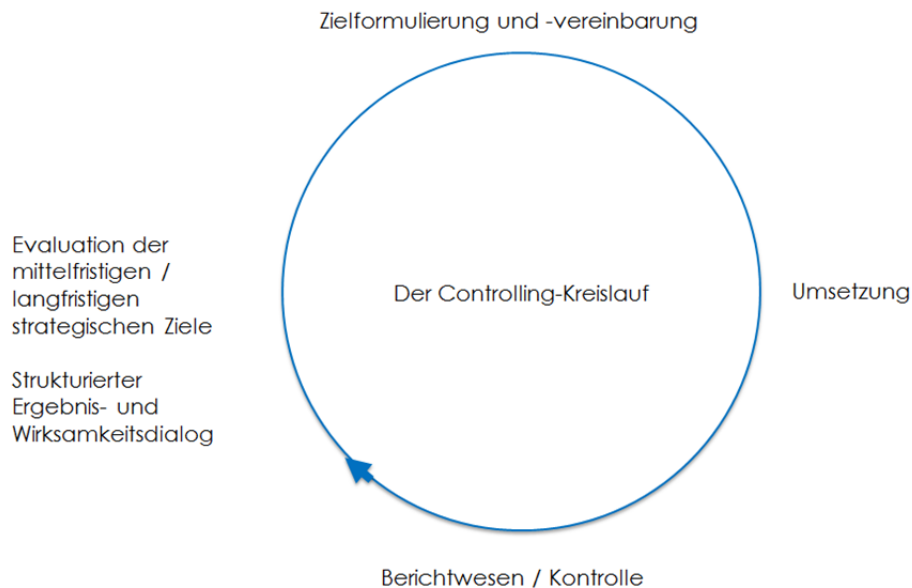 Zielformulierung und -vereinbarung
Evaluation der
mittelfristigen /
langfristigen
strategischen Ziele
Strukturierter
Ergebnis- und
Wirksamkeitsdialog
Der Controlling-Kreislauf
Umsetzung
Berichtwesen / Kontrolle